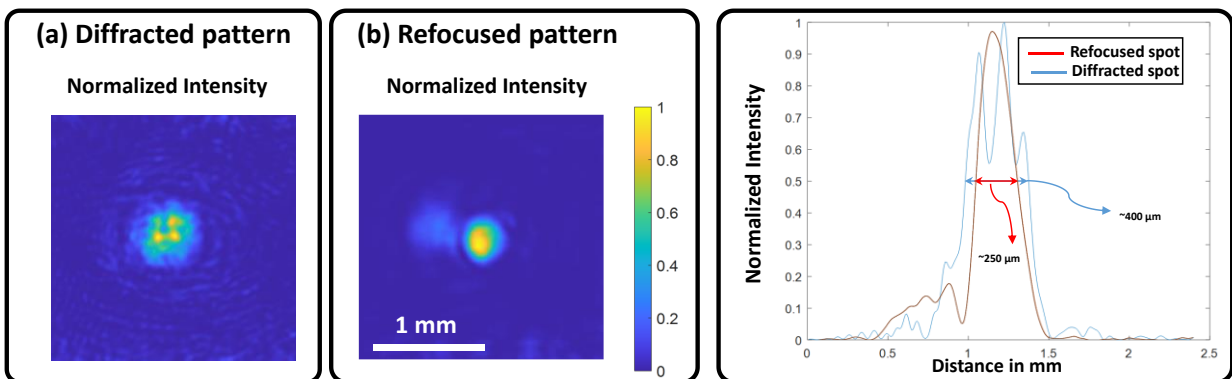 (a) Diffracted pattern
Normalized Intensity
(b) Refocused pattern
Normalized Intensity
1 mm
1
0.8
0.6
0.4
0.2
0
Normalized Intensity
1
0.9
0.8
0.7
0.6
0.5
0.4
0.3
0.2
0.1
0
Refocused spot
Diffracted spot
~400 µm
~250 µm
0
0.5
1
1.5
2
2.5
Distance in mm